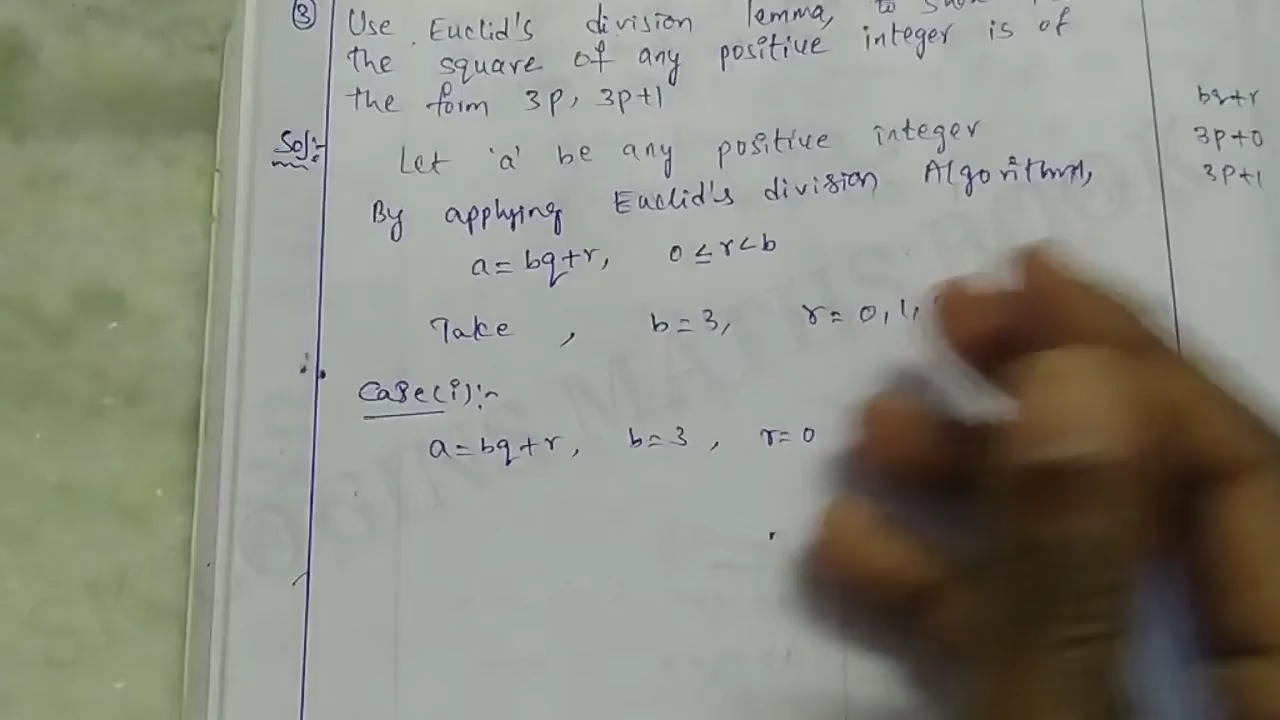 ③ Use Euclid's division lemma, to
the square of any positive integer is of
the form 3p, 3p+1
Sol:-
Let 'a' be any positive integer
By applying Euclid's division Algorithm,
a = bq+r, 0 ≤ r < b
Take , b = 3, r = 0, 1,
Case(i):-
a = bq+r, b = 3, r = 0
bq+r
3p+0
3p+1